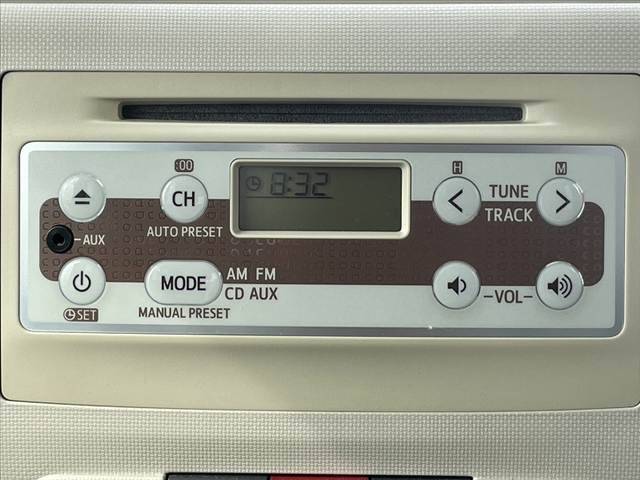 :00
H
M
8:32
CH
TUNE
TRACK
AUTO PRESET
AUX
MODE
AM FM
CD AUX
-VOL-
SET
MANUAL PRESET